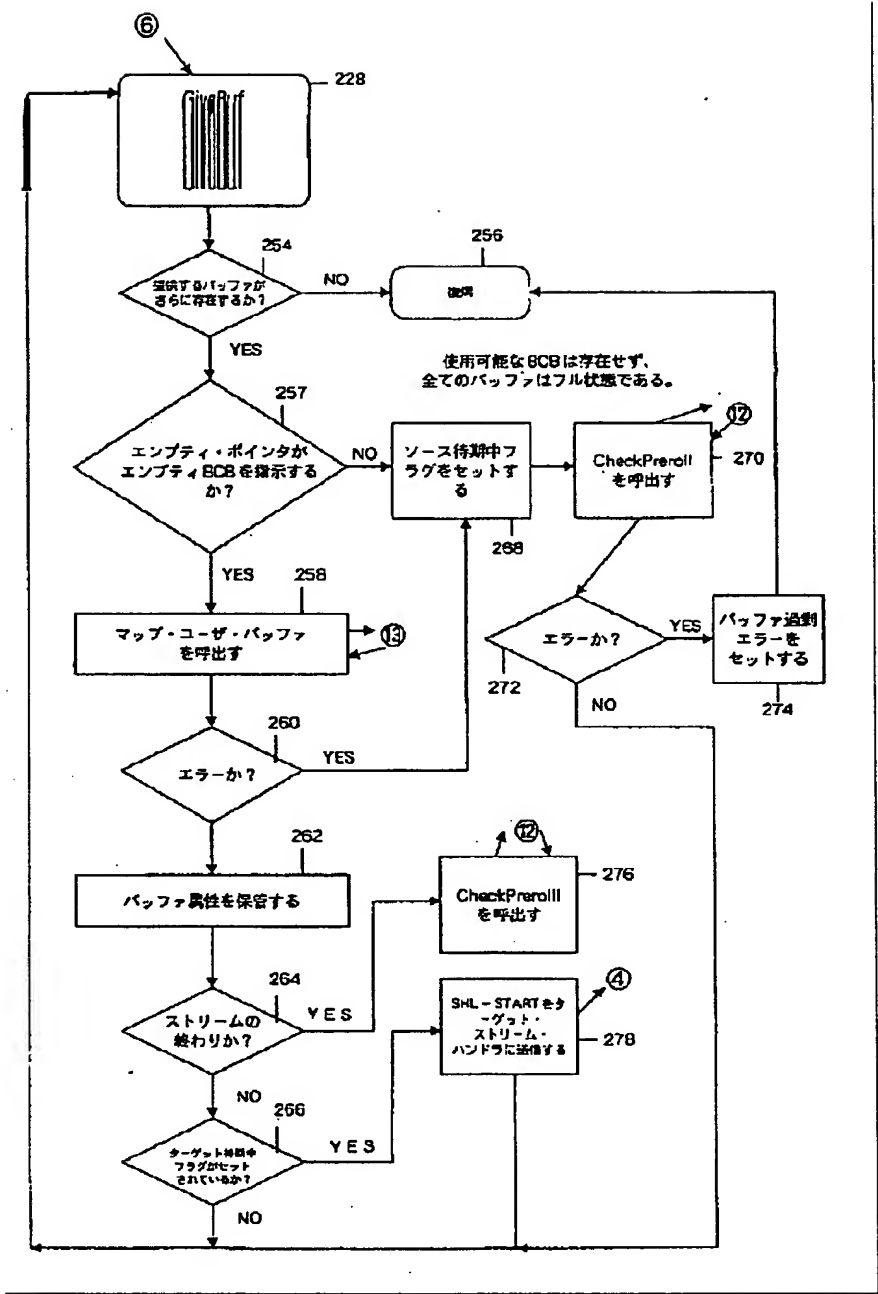 ⑥
228
GiveBuf
254
提供するバッファが
さらに存在するか?
NO
256
YES
使用可能なBCBは存在せず、
全てのバッファはフル状態である。
257
エンプティ・ポインタが
エンプティBCBを指示する
か?
NO
ソース待期中フ
ラグをセットす
る
268
CheckPreroll
を呼出す
⑫
270
YES
258
マップ・ユーザ・バッファ
を呼出す
⑬
エラーか?
272
YES
バッファ過剰
エラーを
セットする
274
NO
260
エラーか?
YES
262
バッファ属性を保管する
⑫
CheckPrerolll
を呼出す
276
264
ストリームの
終わりか?
YES
SHL-STARTをタ
ーゲット・
ストリーム・
ハンドラに送信する
④
278
NO
266
ターゲット待期中
フラグがセット
されているか?
YES
NO